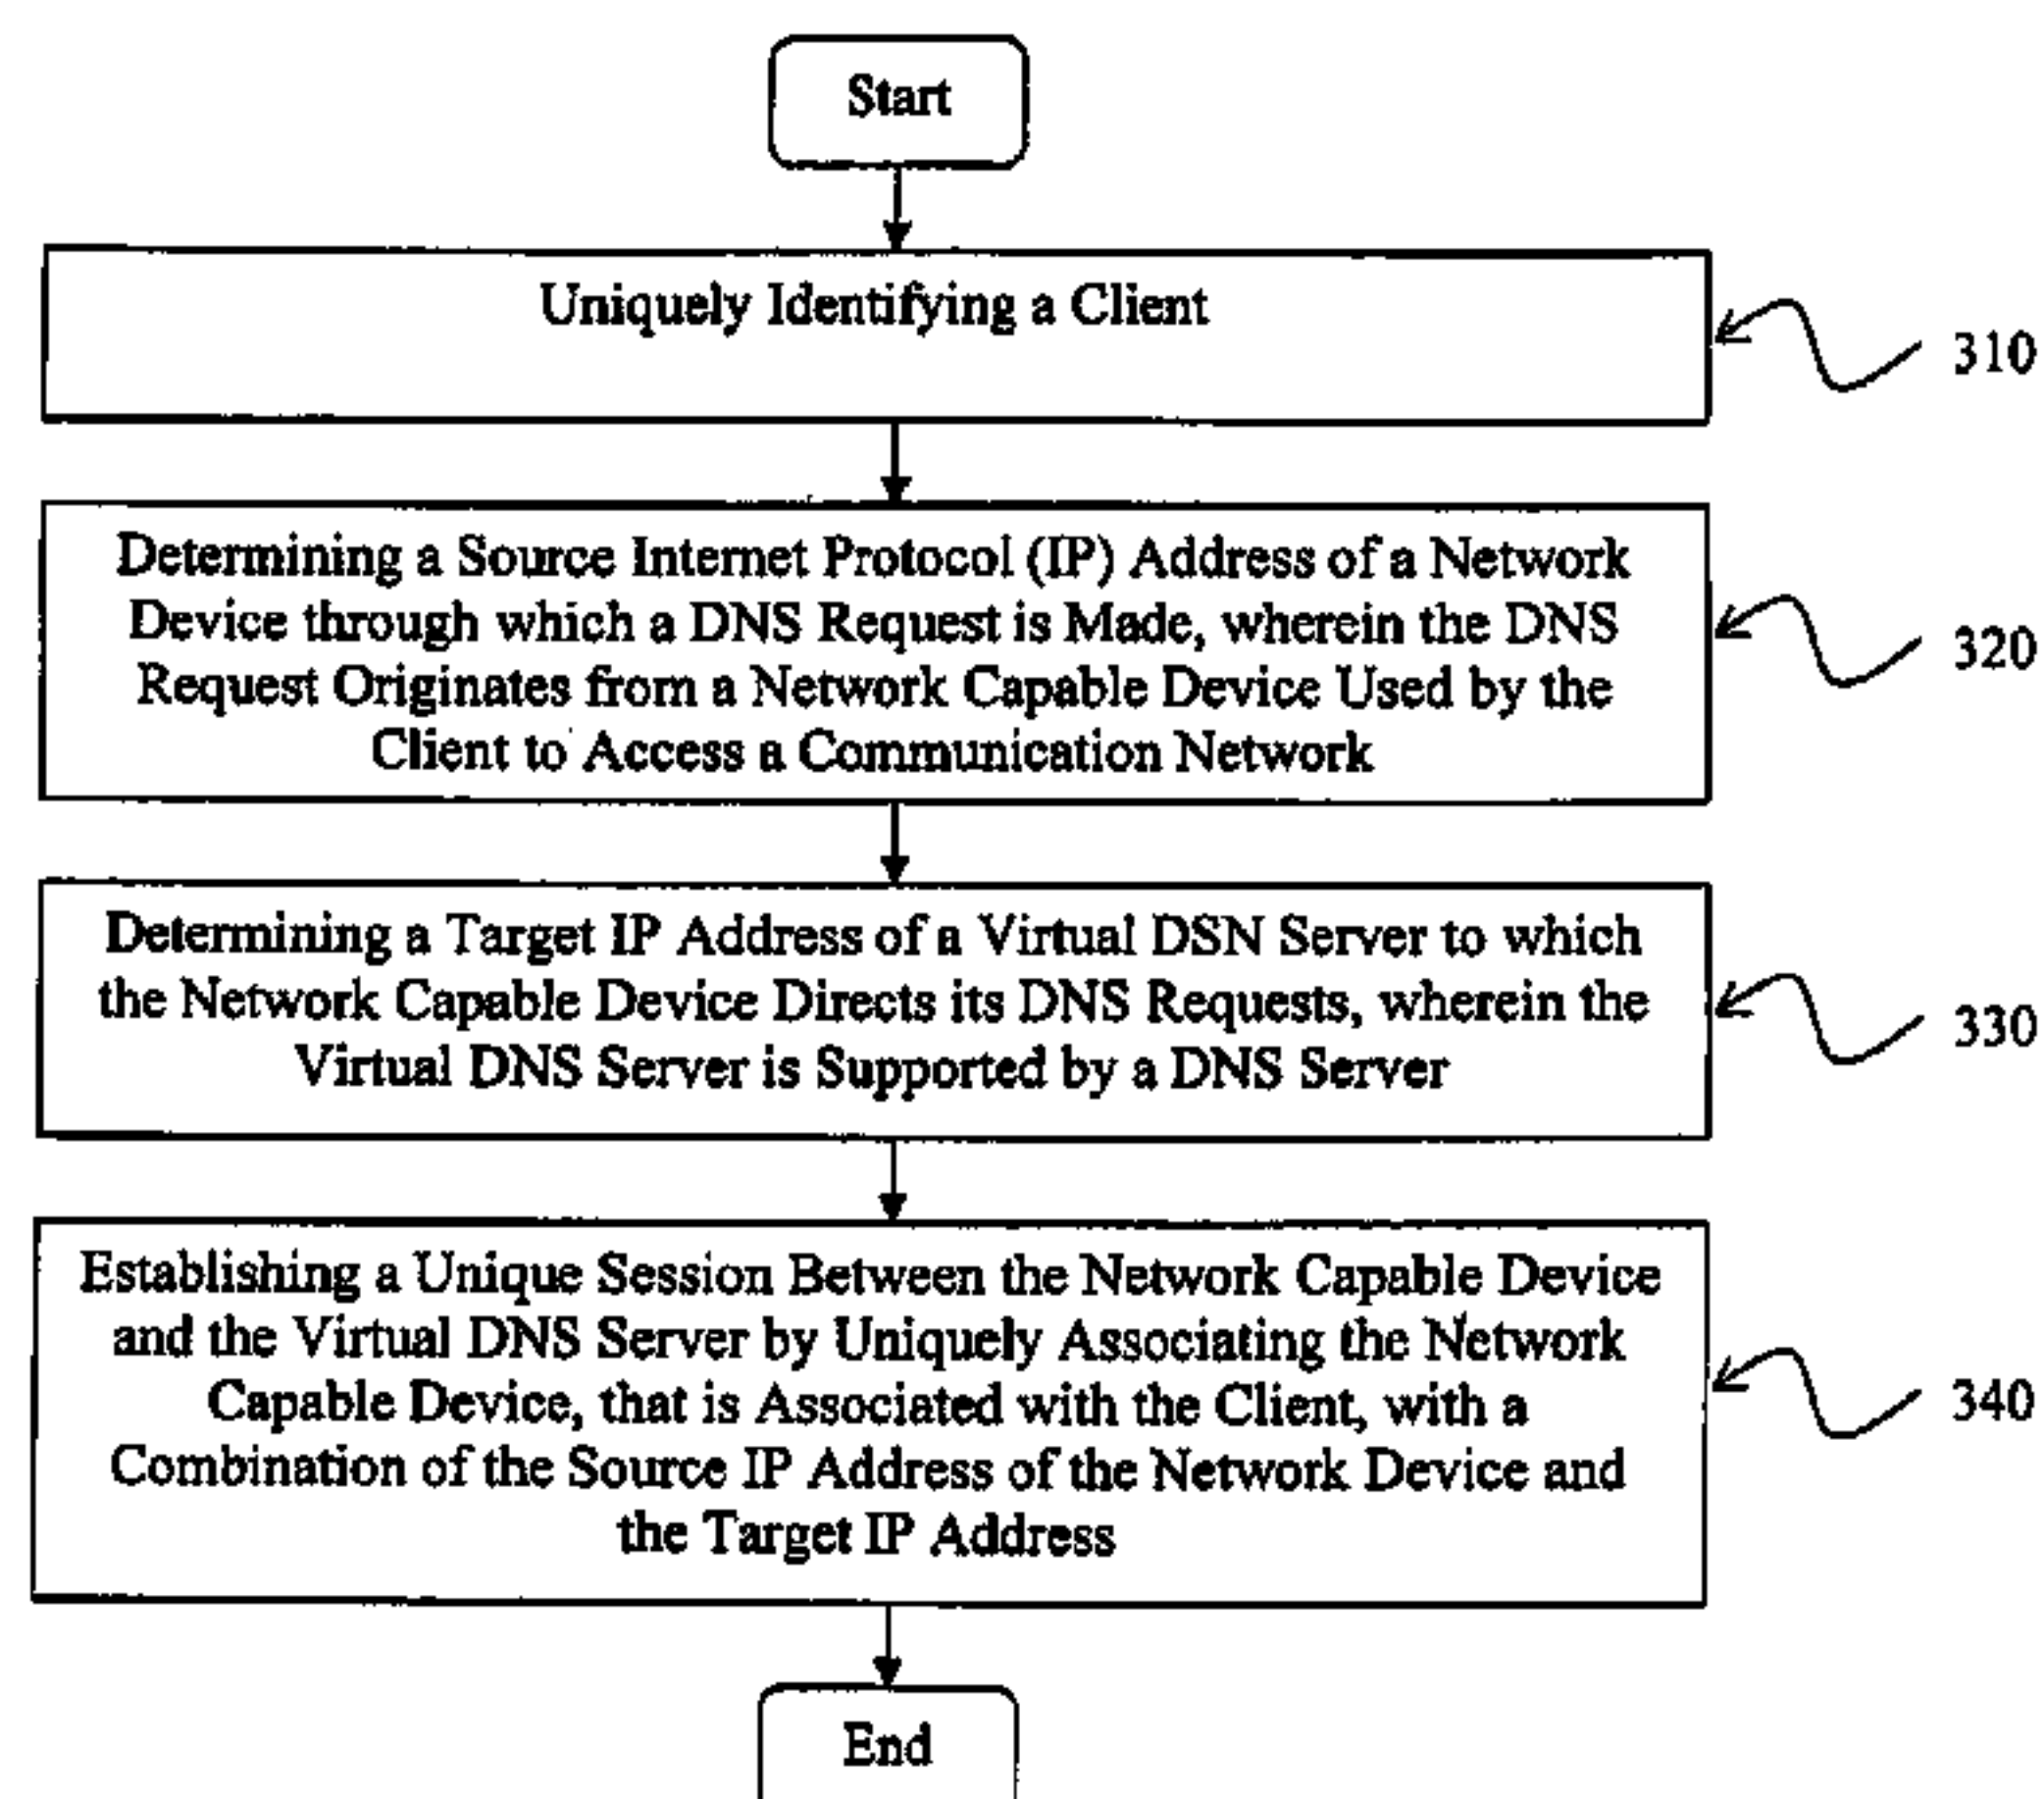 Start
Uniquely Identifying a Client
310
Determining a Source Internet Protocol (IP) Address of a Network
Device through which a DNS Request is Made, wherein the DNS
Request Originates from a Network Capable Device Used by the
Client to Access a Communication Network
320
Determining a Target IP Address of a Virtual DSN Server to which
the Network Capable Device Directs its DNS Requests, wherein the
Virtual DNS Server is Supported by a DNS Server
330
Establishing a Unique Session Between the Network Capable Device
and the Virtual DNS Server by Uniquely Associating the Network
Capable Device, that is Associated with the Client, with a
Combination of the Source IP Address of the Network Device and
the Target IP Address
340
End